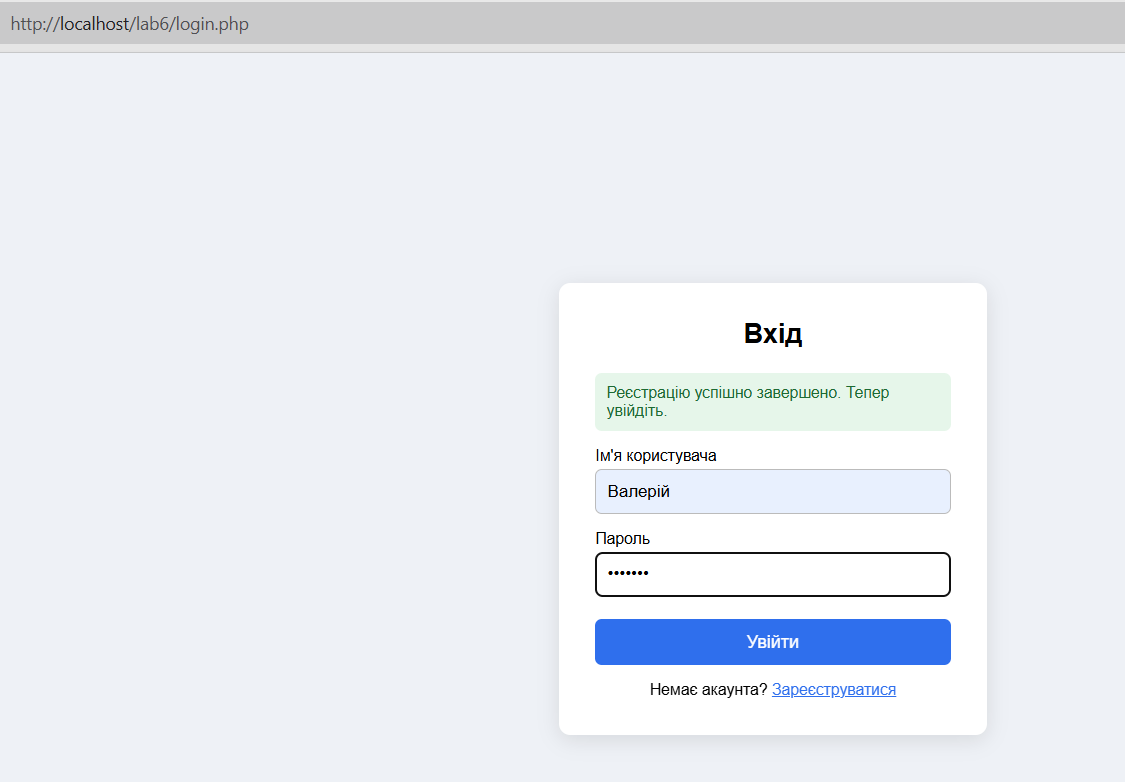 http://localhost/lab6/login.php
Вхід
Реєстрацію успішно завершено. Тепер
увійдіть.
Ім'я користувача
Валерій
Пароль
•••••••
Увійти
Немає акаунта? Зареєструватися